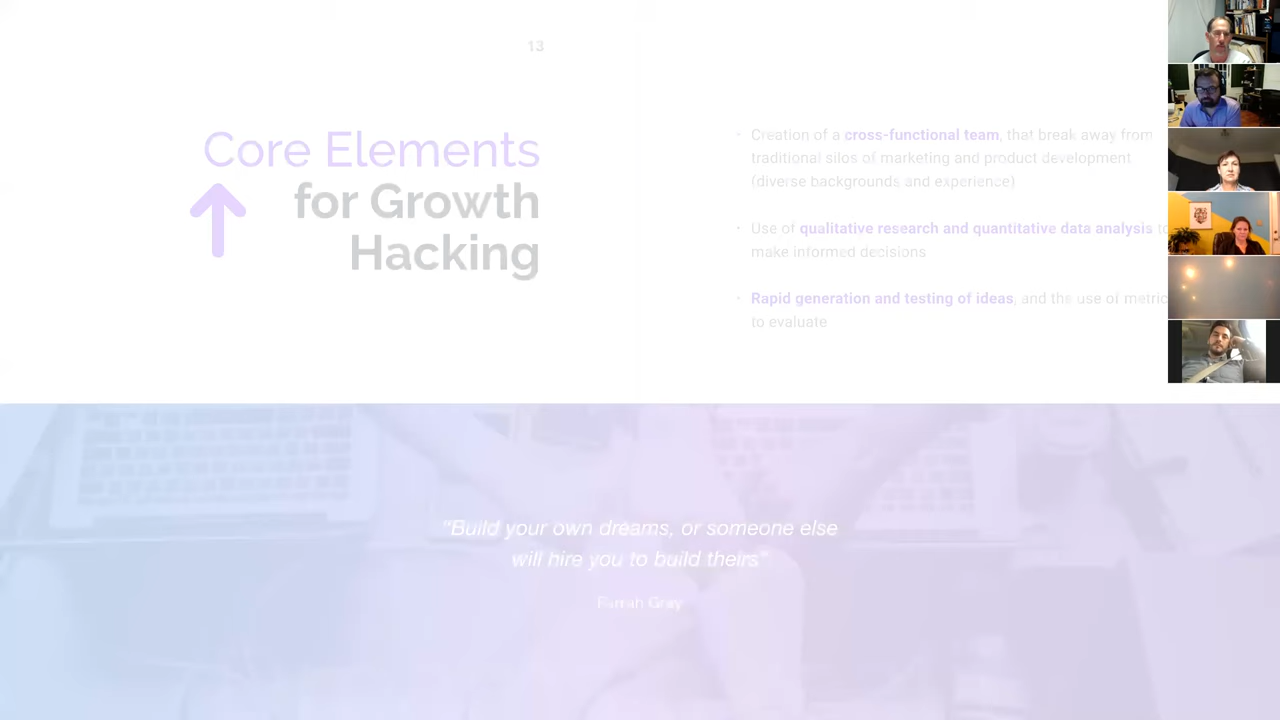 13
Core Elements
for Growth
Hacking
• Creation of a cross-functional team, that break away from
traditional silos of marketing and product development
(diverse backgrounds and experience)
• Use of qualitative research and quantitative data analysis to
make informed decisions
• Rapid generation and testing of ideas, and the use of metric
to evaluate
"Build your own dreams, or someone else
will hire you to build theirs"
Farrah Gray